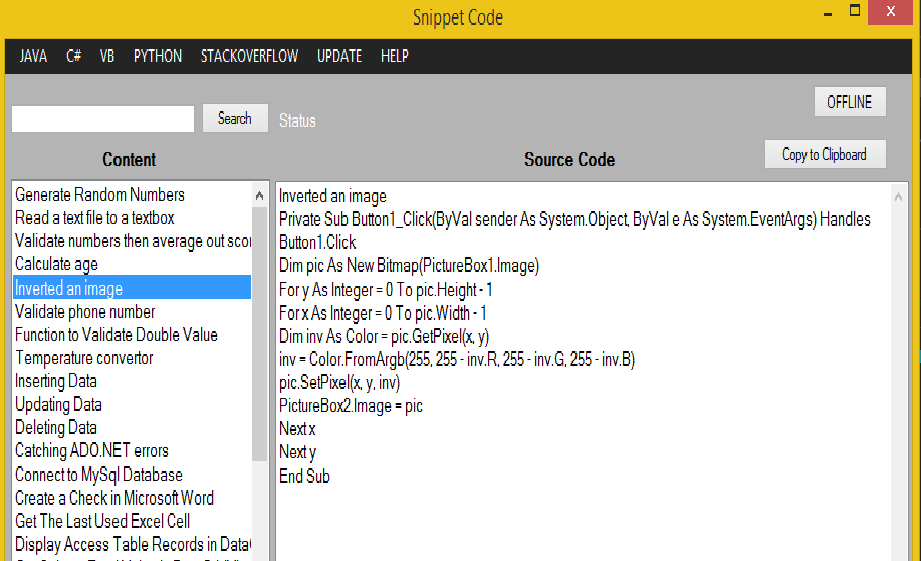 Snippet Code
JAVA C# VB PYTHON STACKOVERFLOW UPDATE HELP
OFFLINE
Search Status
Content Source Code Copy to Clipboard
Generate Random Numbers
Read a text file to a textbox
Validate numbers then average out scor
Calculate age
Inverted an image
Validate phone number
Function to Validate Double Value
Temperature convertor
Inserting Data
Updating Data
Deleting Data
Catching ADO.NET errors
Connect to MySql Database
Create a Check in Microsoft Word
Get The Last Used Excel Cell
Display Access Table Records in Data
Inverted an image
Private Sub Button1_Click(ByVal sender As System.Object, ByVal e As System.EventArgs) Handles
Button1.Click
Dim pic As New Bitmap(PictureBox1.Image)
For y As Integer = 0 To pic.Height - 1
For x As Integer = 0 To pic.Width - 1
Dim inv As Color = pic.GetPixel(x, y)
inv = Color.FromArgb(255, 255 - inv.R, 255 - inv.G, 255 - inv.B)
pic.SetPixel(x, y, inv)
PictureBox2.Image = pic
Next x
Next y
End Sub